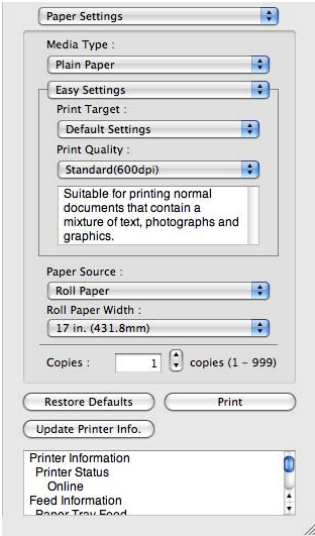 Paper Settings
Media Type :
Plain Paper
Easy Settings
Print Target :
Default Settings
Print Quality :
Standard(600dpi)
Suitable for printing normal
documents that contain a
mixture of text, photographs and
graphics.
Paper Source :
Roll Paper
Roll Paper Width :
17 in. (431.8mm)
Copies : 1 copies (1 – 999)
Restore Defaults Print
Update Printer Info.
Printer Information
Printer Status
Online
Feed Information
Paper Tray Feed